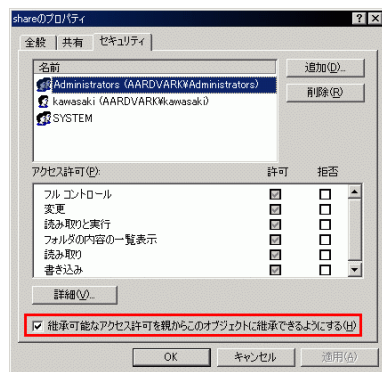 shareのプロパティ
全般 共有 セキュリティ
名前
Administrators (AARDVARK¥Administrators)
kawasaki (AARDVARK¥kawasaki)
SYSTEM
追加(D)...
削除(R)
アクセス許可(P): 許可 拒否
フル コントロール
変更
読み取りと実行
フォルダの内容の一覧表示
読み取り
書き込み
詳細(V)...
継承可能なアクセス許可を親からこのオブジェクトに継承できるようにする(H)
OK キャンセル 適用(A)